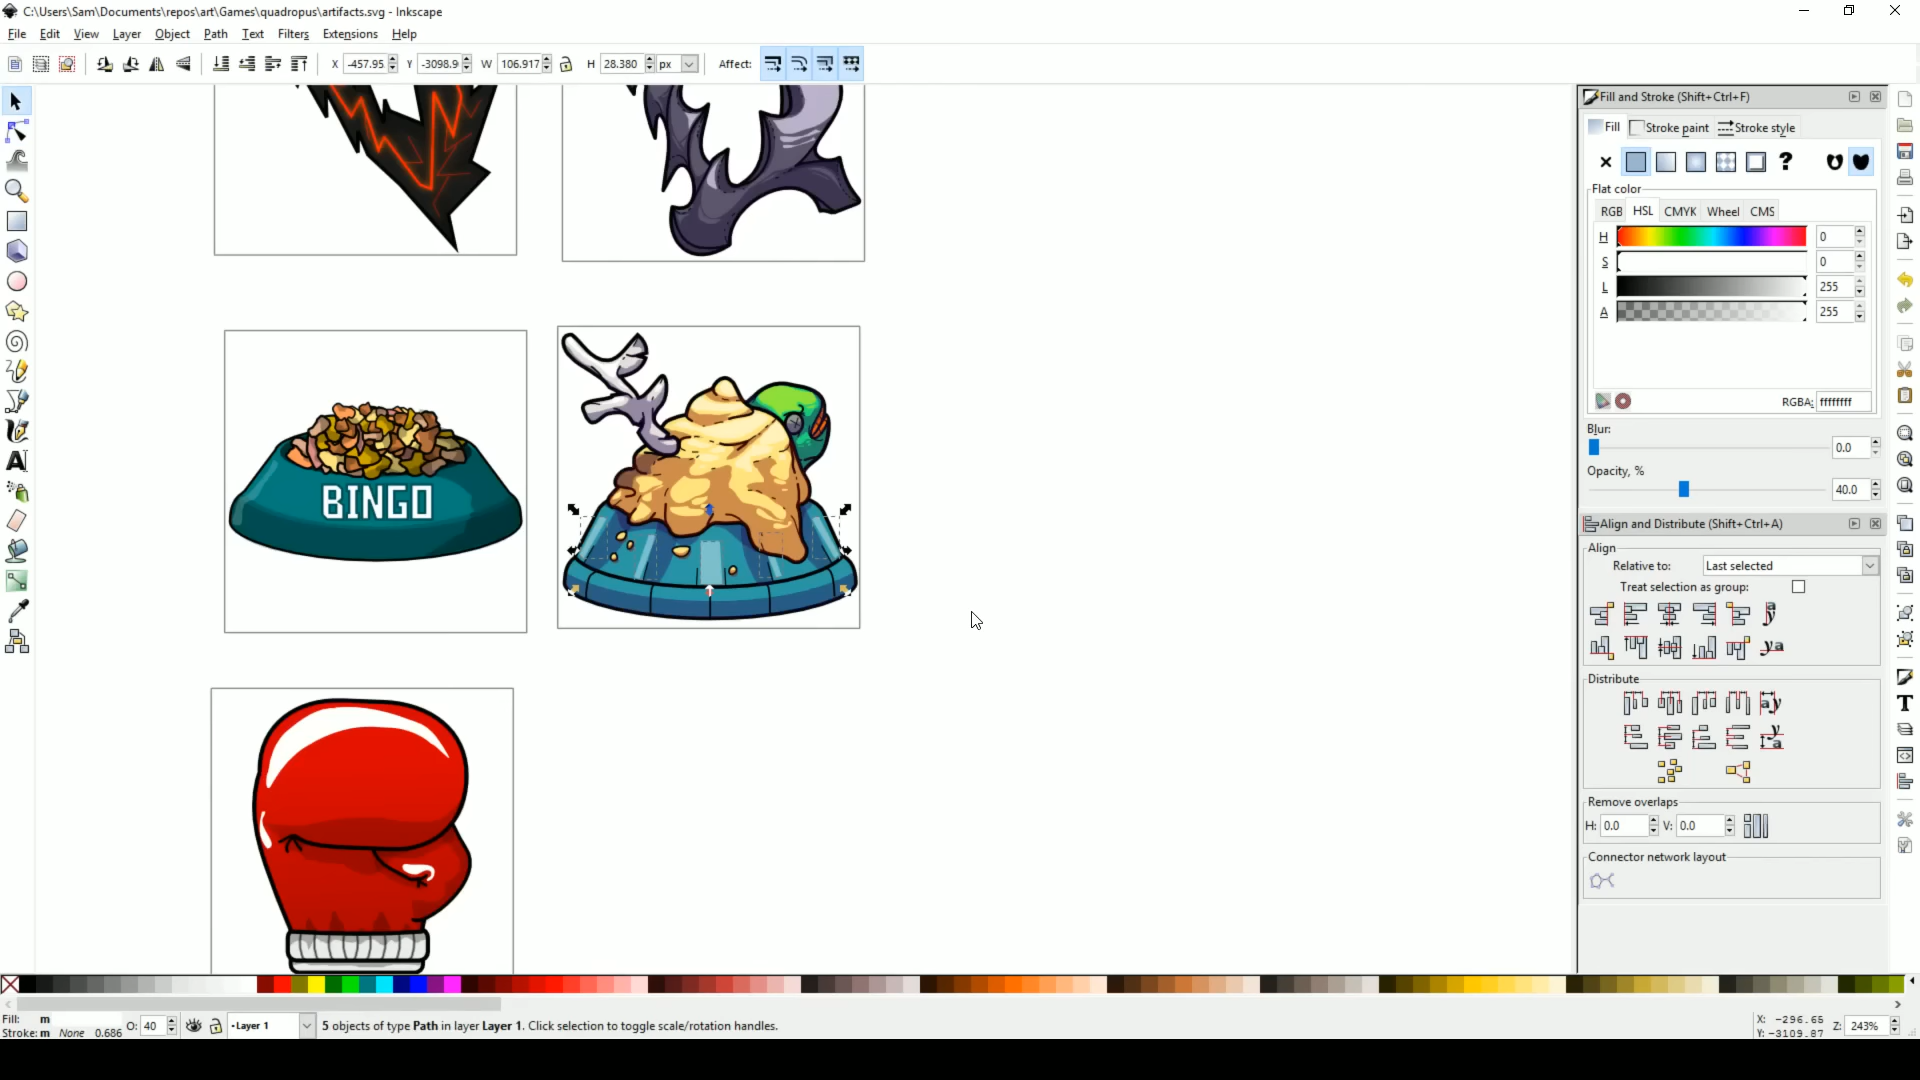 C:\Users\Sam\Documents\repos\art\Games\quadropus\artifacts.svg - Inkscape
File Edit View Layer Object Path Text Filters Extensions Help
X -457.95 Y -3098.9 W 106.917 H 28.380 px Affect:
Fill and Stroke (Shift+Ctrl+F)
Fill Stroke paint Stroke style
?
Flat color
RGB HSL CMYK Wheel CMS
H 0
S 0
L 255
A 255
RGBA: ffffffff
Blur:
0.0
Opacity, %
40.0
Align and Distribute (Shift+Ctrl+A)
Align
Relative to: Last selected
Treat selection as group:
Distribute
Remove overlaps
H: 0.0 V: 0.0
Connector network layout
BINGO
Fill: m
Stroke: m None 0.686
O: 40
•Layer 1
5 objects of type Path in layer Layer 1. Click selection to toggle scale/rotation handles.
X: -296.65
Y: -3109.87
Z: 243%